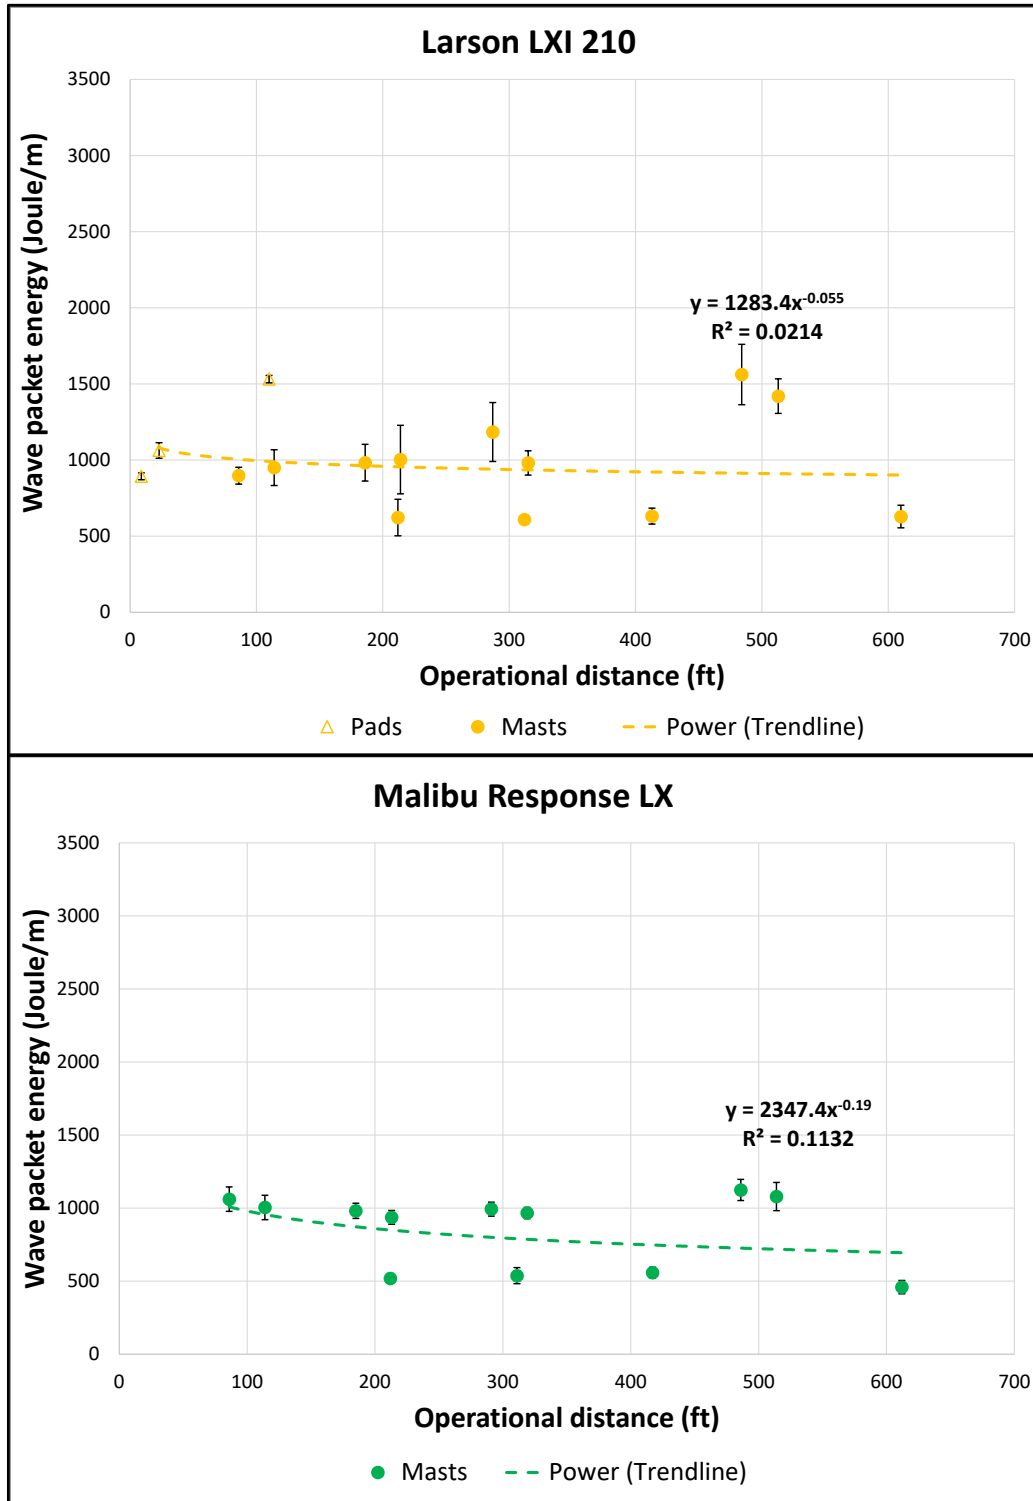 Larson LXI 210
3500
3000
2500
2000
1500
1000
500
0
Wave packet energy (Joule/m)
y = 1283.4x^-0.055
R² = 0.0214
0 100 200 300 400 500 600 700
Operational distance (ft)
Pads Masts Power (Trendline)
Malibu Response LX
3500
3000
2500
2000
1500
1000
500
0
Wave packet energy (Joule/m)
y = 2347.4x^-0.19
R² = 0.1132
0 100 200 300 400 500 600 700
Operational distance (ft)
Masts Power (Trendline)